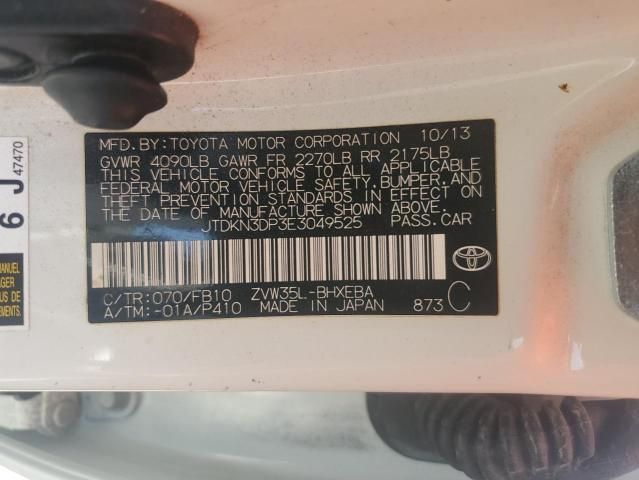 MFD.BY:TOYOTA MOTOR CORPORATION 10/13
GVWR 4090LB GAWR FR 2270LB RR 2175LB
THIS VEHICLE CONFORMS TO ALL APPLICABLE
FEDERAL MOTOR VEHICLE SAFETY,BUMPER,AND
THEFT PREVENTION STANDARDS IN EFFECT ON
THE DATE OF MANUFACTURE SHOWN ABOVE.
JTDKN3DP3E3049525 PASS.CAR
C/TR:070/FB10 ZVW35L-BHXEBA
A/TM:-01A/P410 MADE IN JAPAN 873 C
6 J 47470
MANUEL